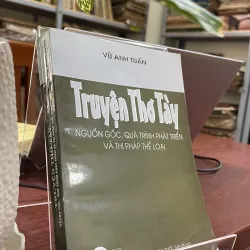 VŨ ANH TUẤN
Truyện Thơ Tày
NGUỒN GỐC, QUÁ TRÌNH PHÁT TRIỂN
VÀ THI PHÁP THỂ LOẠI